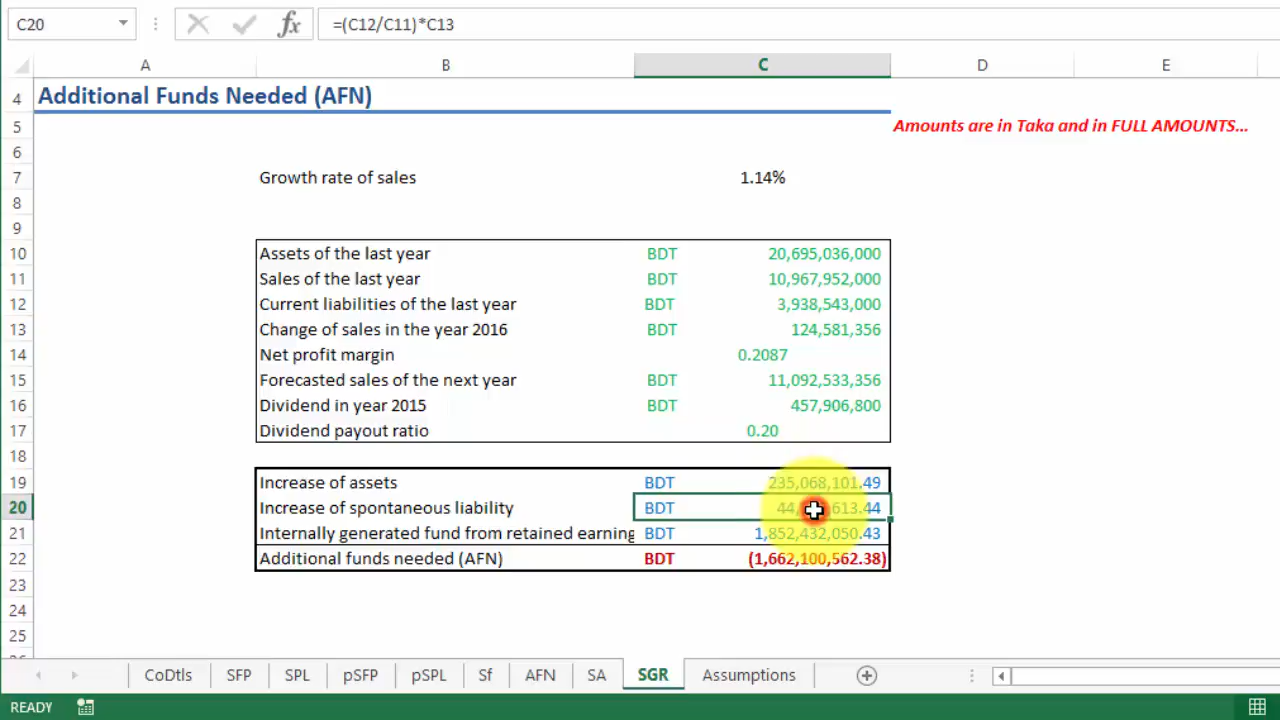 C20 fx =(C12/C11)*C13
A B C D E
4 Additional Funds Needed (AFN)
5 Amounts are in Taka and in FULL AMOUNTS...
6
7 Growth rate of sales 1.14%
8
9
10 Assets of the last year BDT 20,695,036,000
11 Sales of the last year BDT 10,967,952,000
12 Current liabilities of the last year BDT 3,938,543,000
13 Change of sales in the year 2016 BDT 124,581,356
14 Net profit margin 0.2087
15 Forecasted sales of the next year BDT 11,092,533,356
16 Dividend in year 2015 BDT 457,906,800
17 Dividend payout ratio 0.20
18
19 Increase of assets BDT 235,068,101.49
20 Increase of spontaneous liability BDT
21 Internally generated fund from retained earning BDT 1,852,432,050.43
22 Additional funds needed (AFN) BDT (1,662,100,562.38)
23
24
25
CoDtls SFP SPL pSFP pSPL Sf AFN SA SGR Assumptions
READY